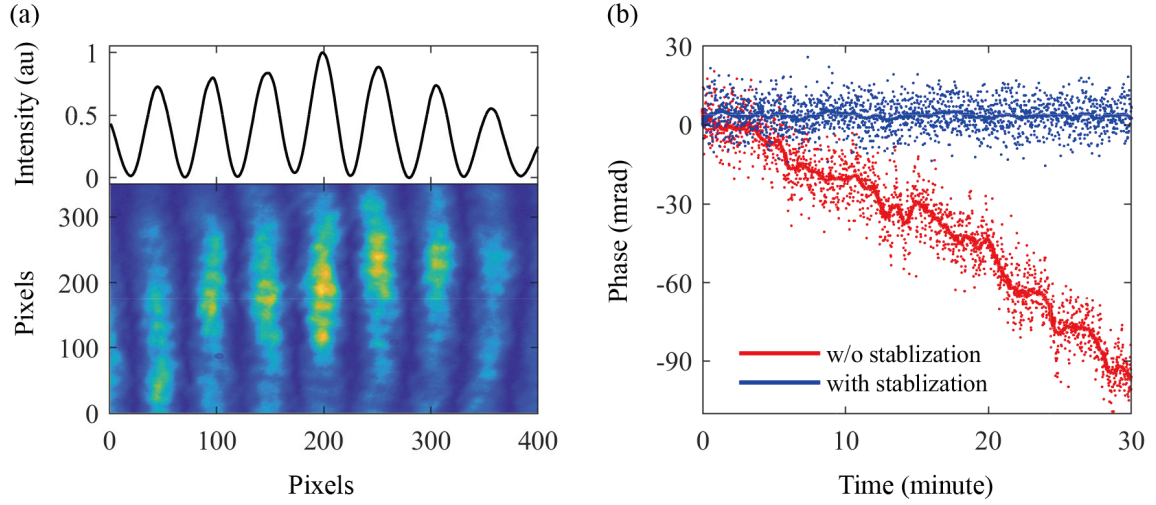 (a)
Intensity (au)
1
0.5
0
Pixels
300
200
100
0
0 100 200 300 400
Pixels
(b)
Phase (mrad)
30
0
-30
-60
-90
w/o stablization
with stablization
0 10 20 30
Time (minute)